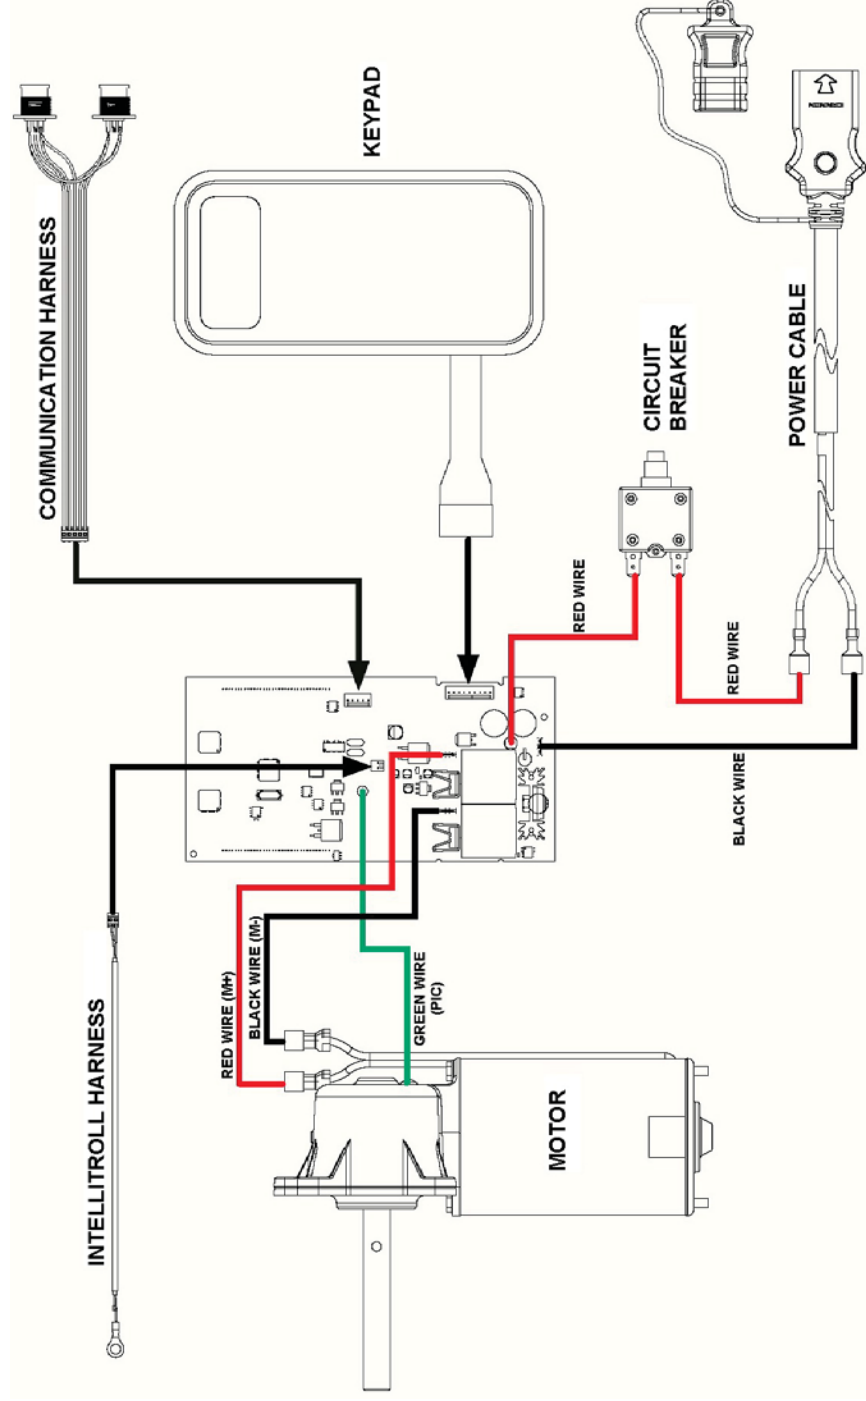 COMMUNICATION HARNESS
KEYPAD
CIRCUIT
BREAKER
POWER CABLE
CANNON
RED WIRE
RED WIRE
BLACK WIRE
INTELLITROLL HARNESS
RED WIRE (M+)
BLACK WIRE (M-)
GREEN WIRE
(PIC)
MOTOR